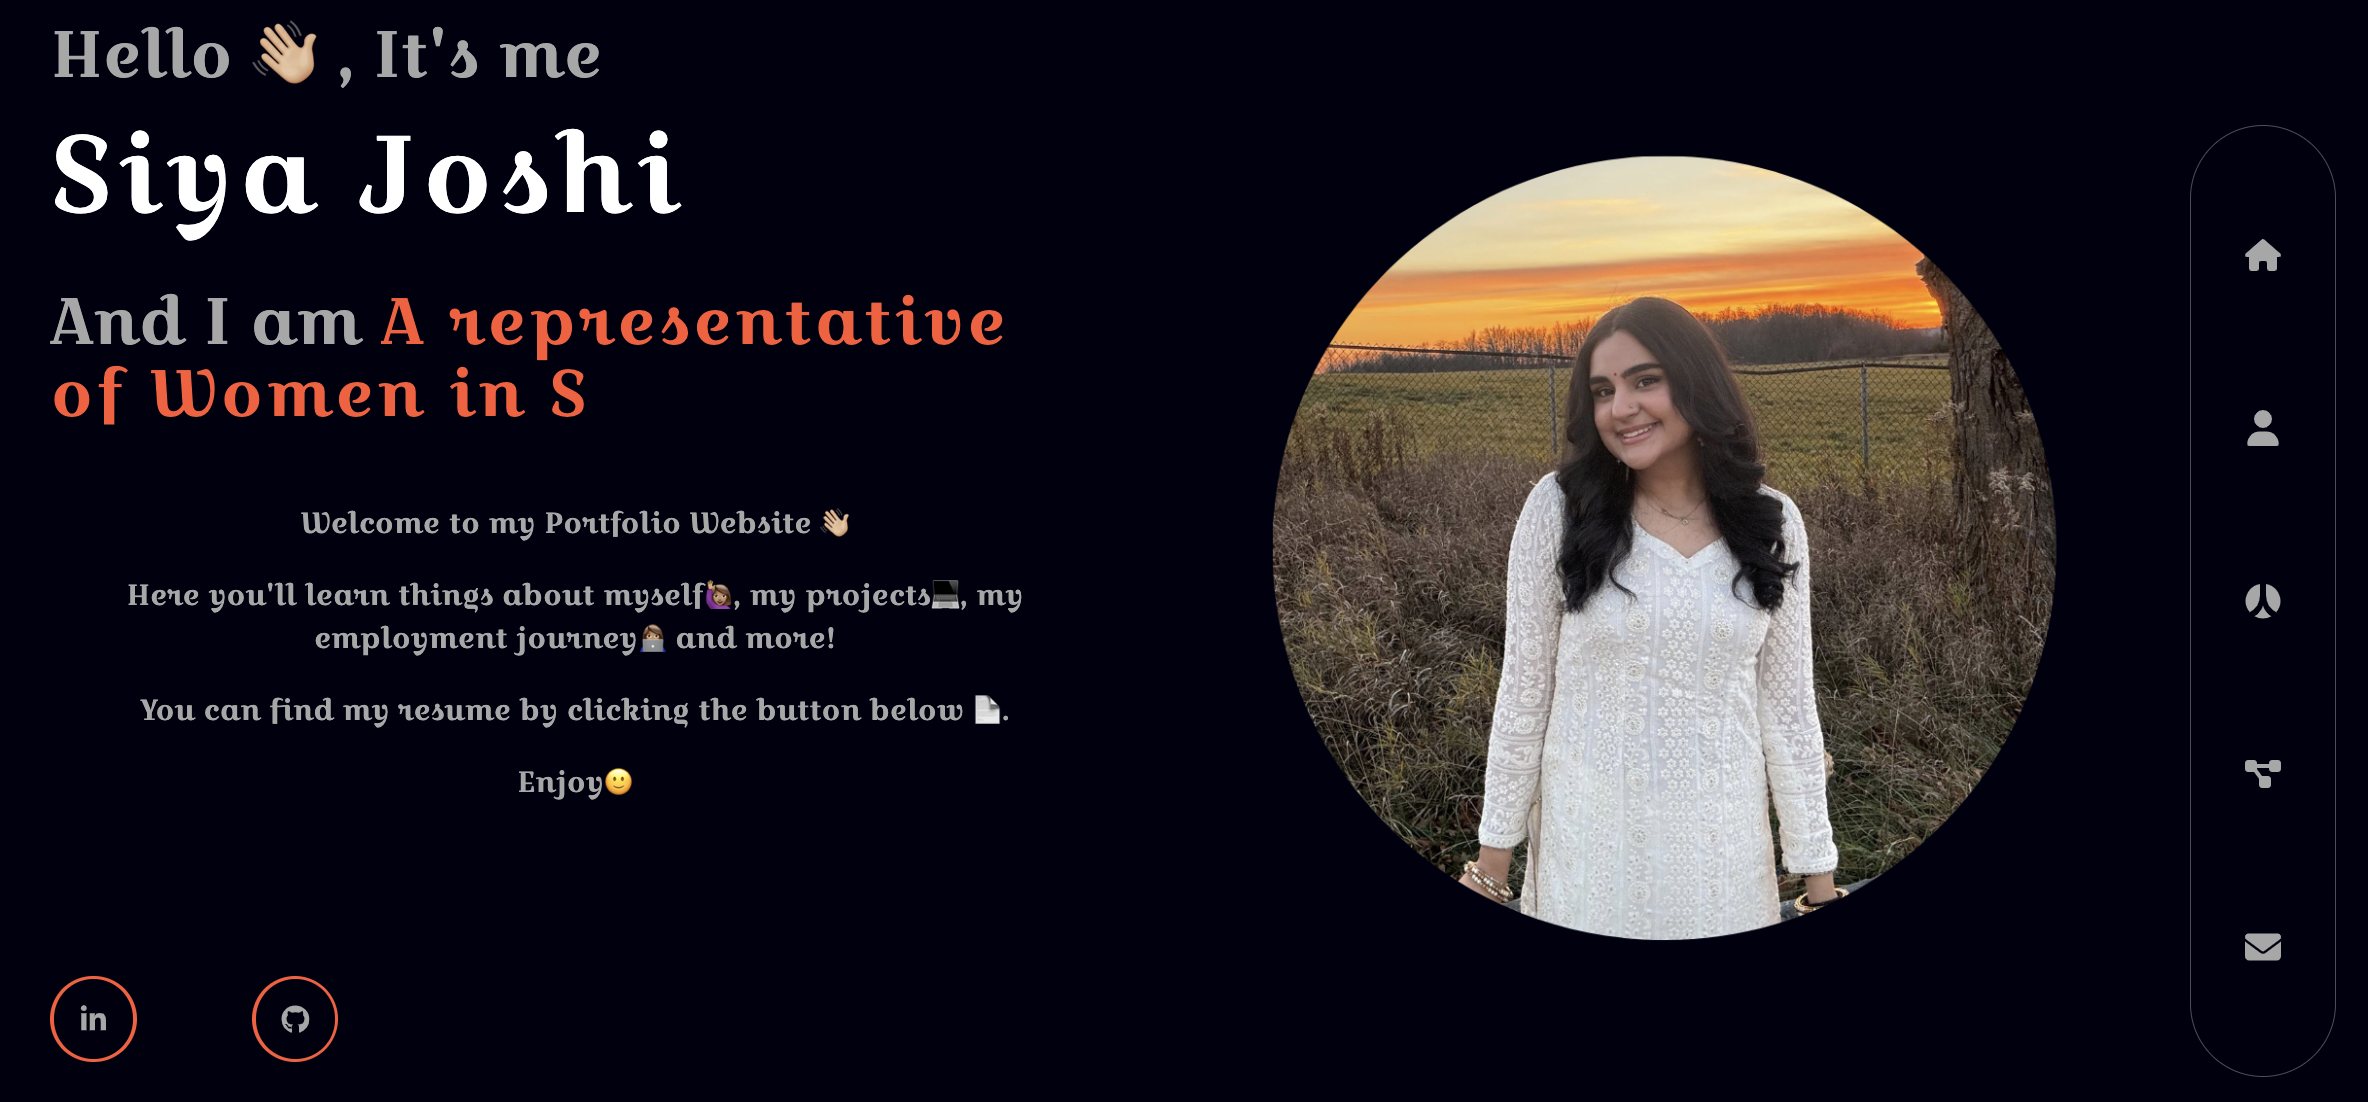 Hello 👋🏼 , It's me
Siya Joshi
And I am A representative
of Women in S
Welcome to my Portfolio Website 👋🏼
Here you'll learn things about myself🙋🏽‍♀️, my projects💻, my
employment journey👩🏽‍💻 and more!
You can find my resume by clicking the button below 📄.
Enjoy🙂
in